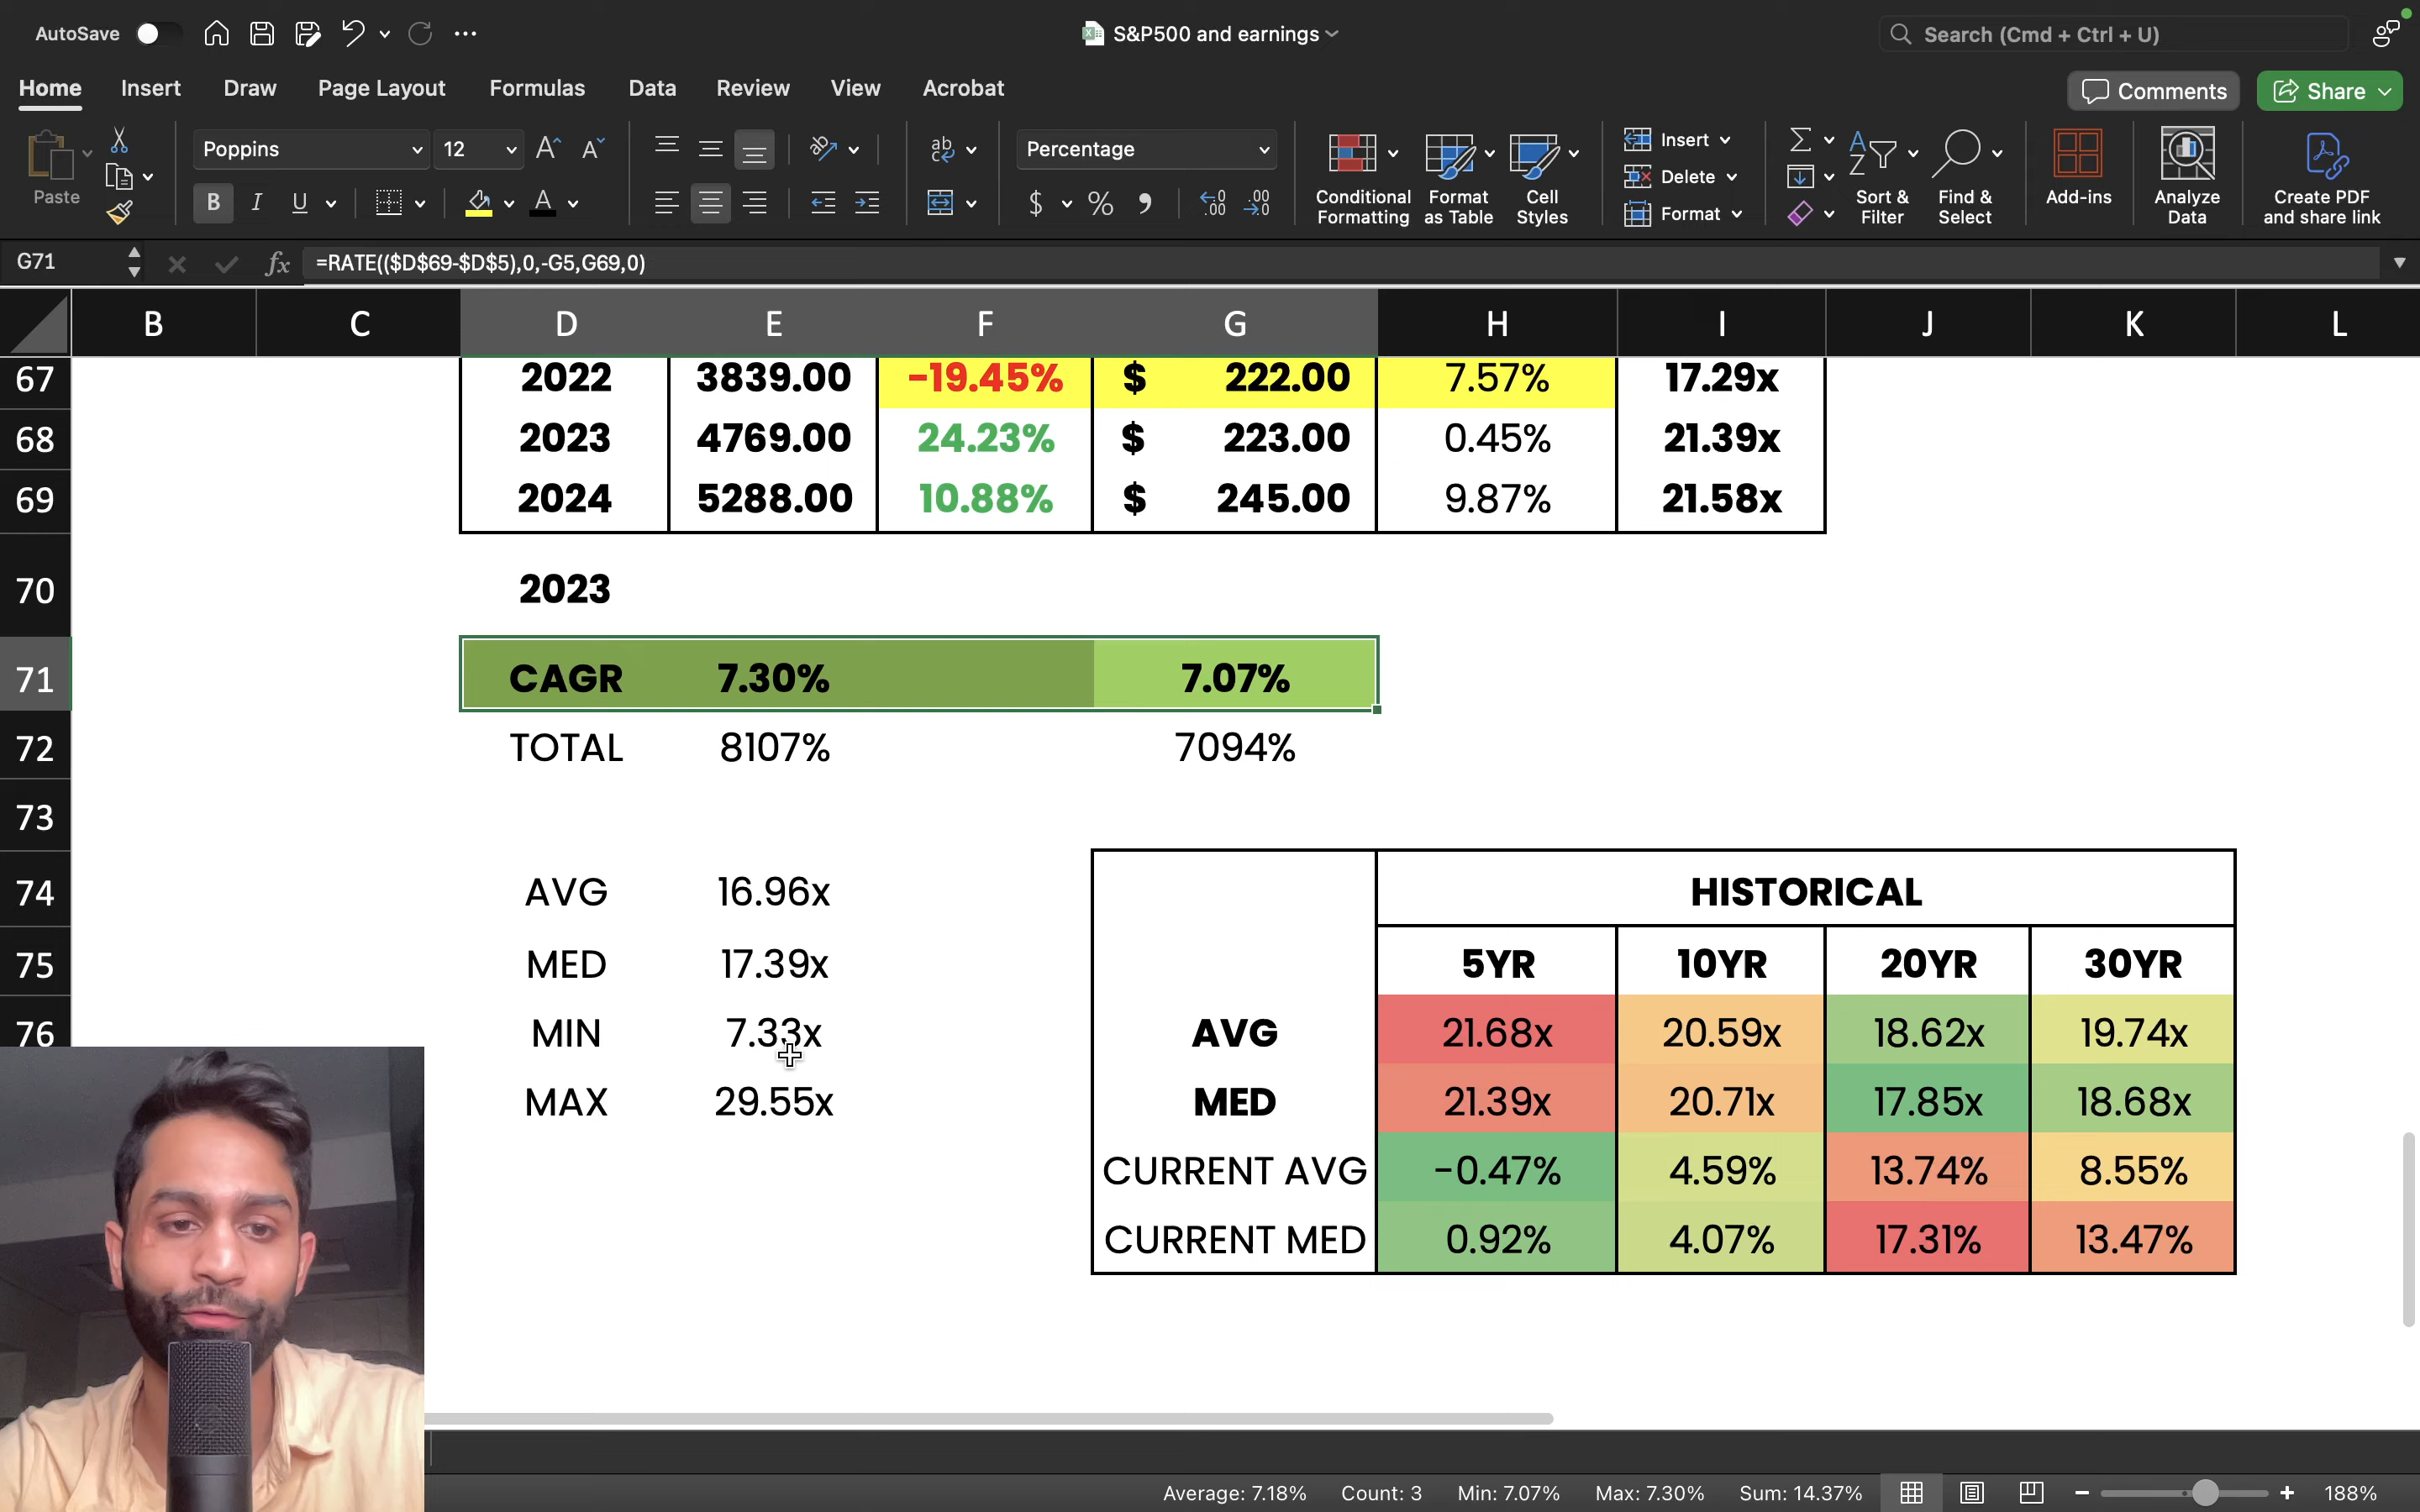 AutoSave S&P500 and earnings Search (Cmd + Ctrl + U)
Home Insert Draw Page Layout Formulas Data Review View Acrobat Comments Share
Paste Poppins 12 Percentage Conditional Formatting Format as Table Cell Styles Insert Delete Format Sort & Filter Find & Select Add-ins Analyze Data Create PDF and share link
G71 fx =RATE(($D$69-$D$5),0,-G5,G69,0)
B C D E F G H I J K L
67 2022 3839.00 -19.45% $ 222.00 7.57% 17.29x
68 2023 4769.00 24.23% $ 223.00 0.45% 21.39x
69 2024 5288.00 10.88% $ 245.00 9.87% 21.58x
70 2023
71 CAGR 7.30% 7.07%
72 TOTAL 8107% 7094%
73
74 AVG 16.96x HISTORICAL
75 MED 17.39x 5YR 10YR 20YR 30YR
76 MIN 7.33x AVG 21.68x 20.59x 18.62x 19.74x
MAX 29.55x MED 21.39x 20.71x 17.85x 18.68x
CURRENT AVG -0.47% 4.59% 13.74% 8.55%
CURRENT MED 0.92% 4.07% 17.31% 13.47%
Average: 7.18% Count: 3 Min: 7.07% Max: 7.30% Sum: 14.37% 188%